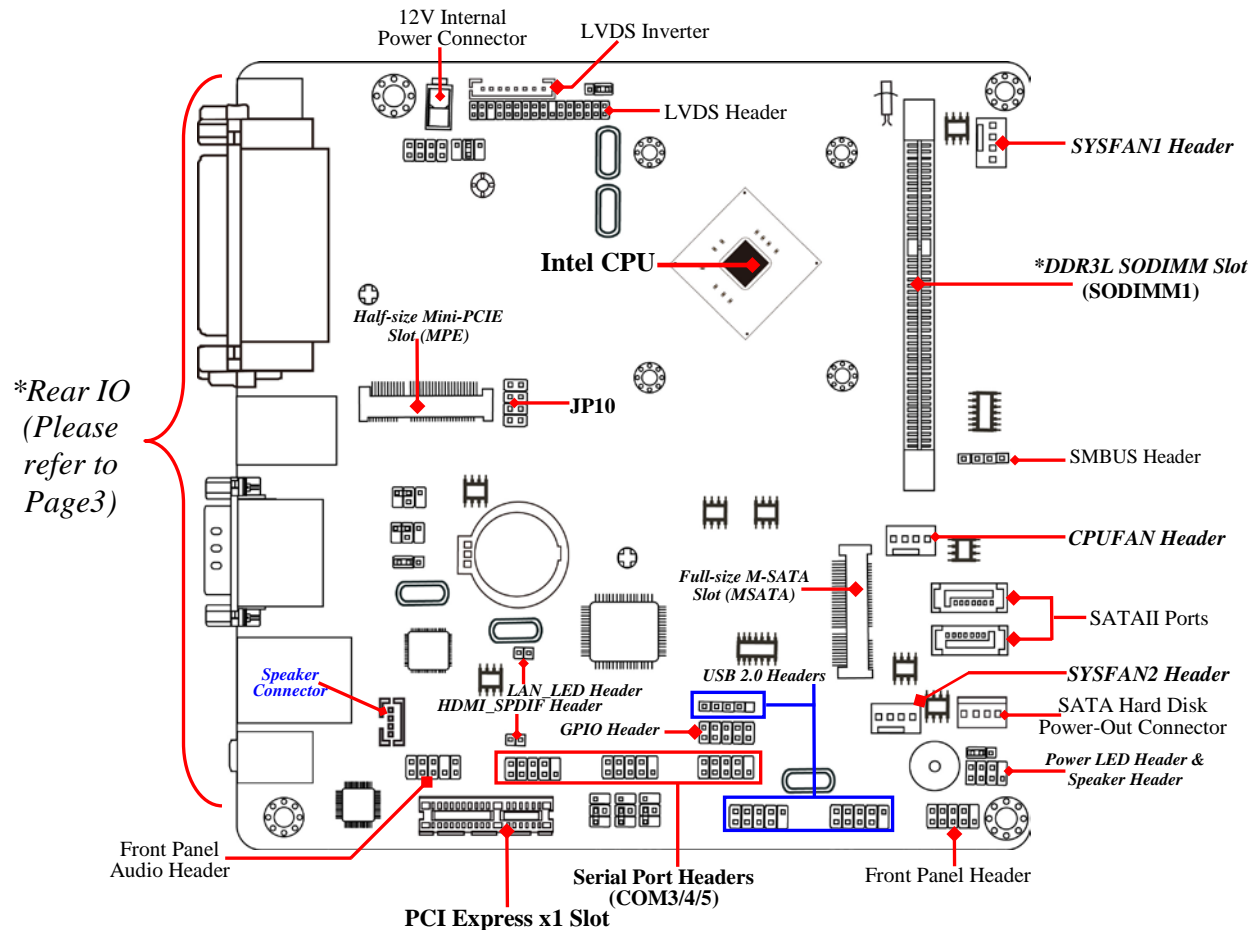 12V Internal
Power Connector
LVDS Inverter
LVDS Header
SYSFAN1 Header
Intel CPU
*DDR3L SODIMM Slot
(SODIMM1)
Half-size Mini-PCIE
Slot (MPE)
*Rear IO
(Please
refer to
Page3)
JP10
SMBUS Header
CPUFAN Header
Full-size M-SATA
Slot (MSATA)
SATAII Ports
Speaker
Connector
USB 2.0 Headers
SYSFAN2 Header
LAN_LED Header
HDMI_SPDIF Header
GPIO Header
SATA Hard Disk
Power-Out Connector
Power LED Header &
Speaker Header
Front Panel
Audio Header
Serial Port Headers
(COM3/4/5)
Front Panel Header
PCI Express x1 Slot